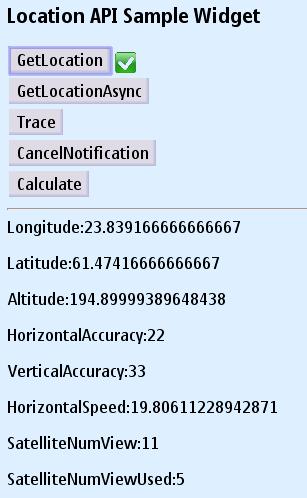 Location API Sample Widget
GetLocation
GetLocationAsync
Trace
CancelNotification
Calculate
Longitude:23.839166666666667
Latitude:61.47416666666667
Altitude:194.89999389648438
HorizontalAccuracy:22
VerticalAccuracy:33
HorizontalSpeed:19.80611228942871
SatelliteNumView:11
SatelliteNumViewUsed:5